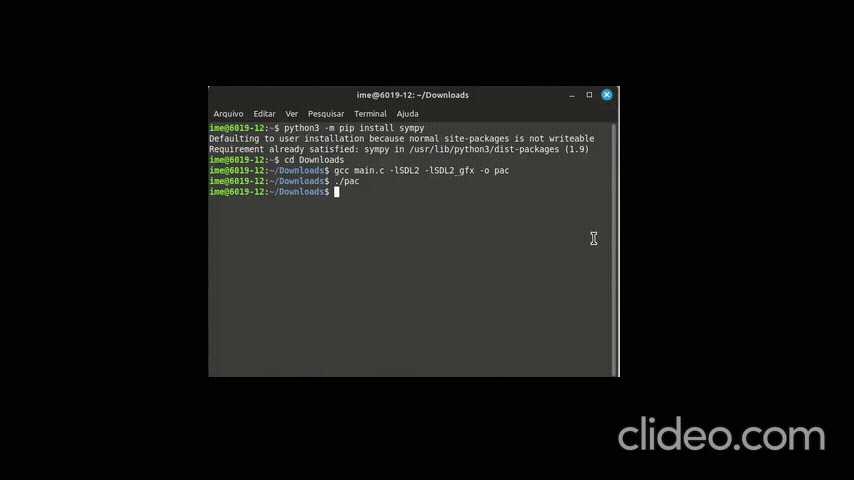 ime@6019-12: ~/Downloads
Arquivo Editar Ver Pesquisar Terminal Ajuda
ime@6019-12:~$ python3 -m pip install sympy
Defaulting to user installation because normal site-packages is not writeable
Requirement already satisfied: sympy in /usr/lib/python3/dist-packages (1.9)
ime@6019-12:~$ cd Downloads
ime@6019-12:~/Downloads$ gcc main.c -lSDL2 -lSDL2_gfx -o pac
ime@6019-12:~/Downloads$ ./pac
ime@6019-12:~/Downloads$
clideo.com